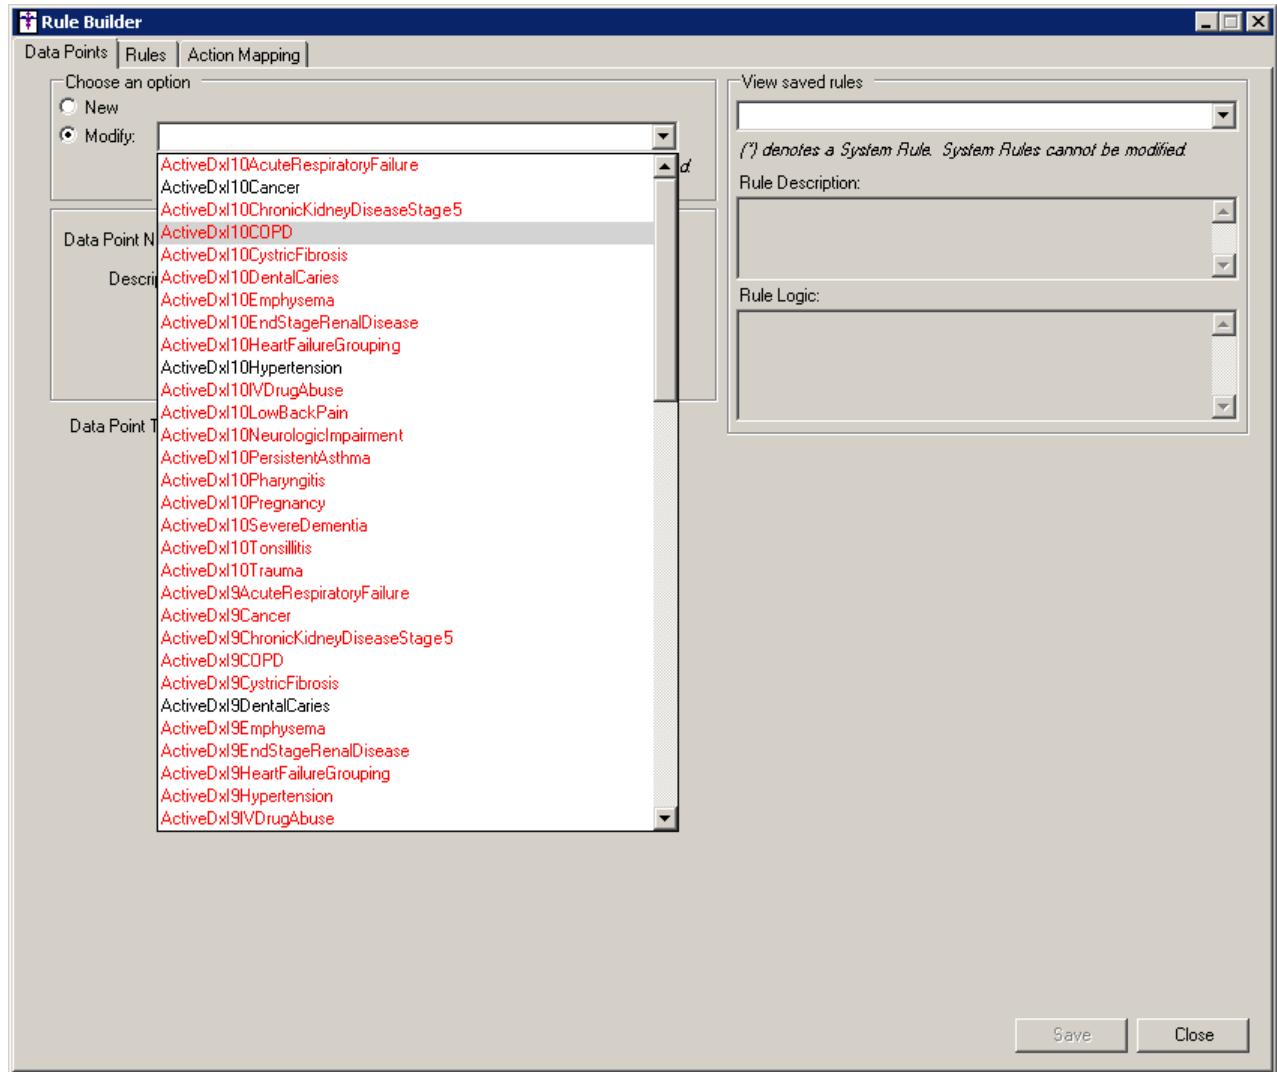 Rule Builder
Data Points Rules Action Mapping
Choose an option
New
Modify:
ActiveDxI10AcuteRespiratoryFailure
ActiveDxI10Cancer
ActiveDxI10ChronicKidneyDiseaseStage5
ActiveDxI10COPD
ActiveDxI10CystricFibrosis
ActiveDxI10DentalCaries
ActiveDxI10Emphysema
ActiveDxI10EndStageRenalDisease
ActiveDxI10HeartFailureGrouping
ActiveDxI10Hypertension
ActiveDxI10IVDrugAbuse
ActiveDxI10LowBackPain
ActiveDxI10NeurologicImpairment
ActiveDxI10PersistentAsthma
ActiveDxI10Pharyngitis
ActiveDxI10Pregnancy
ActiveDxI10SevereDementia
ActiveDxI10Tonsillitis
ActiveDxI10Trauma
ActiveDxI9AcuteRespiratoryFailure
ActiveDxI9Cancer
ActiveDxI9ChronicKidneyDiseaseStage5
ActiveDxI9COPD
ActiveDxI9CystricFibrosis
ActiveDxI9DentalCaries
ActiveDxI9Emphysema
ActiveDxI9EndStageRenalDisease
ActiveDxI9HeartFailureGrouping
ActiveDxI9Hypertension
ActiveDxI9IVDrugAbuse
d.
Data Point N
Descrip
Data Point T
View saved rules
(*) denotes a System Rule. System Rules cannot be modified.
Rule Description:
Rule Logic:
Save Close